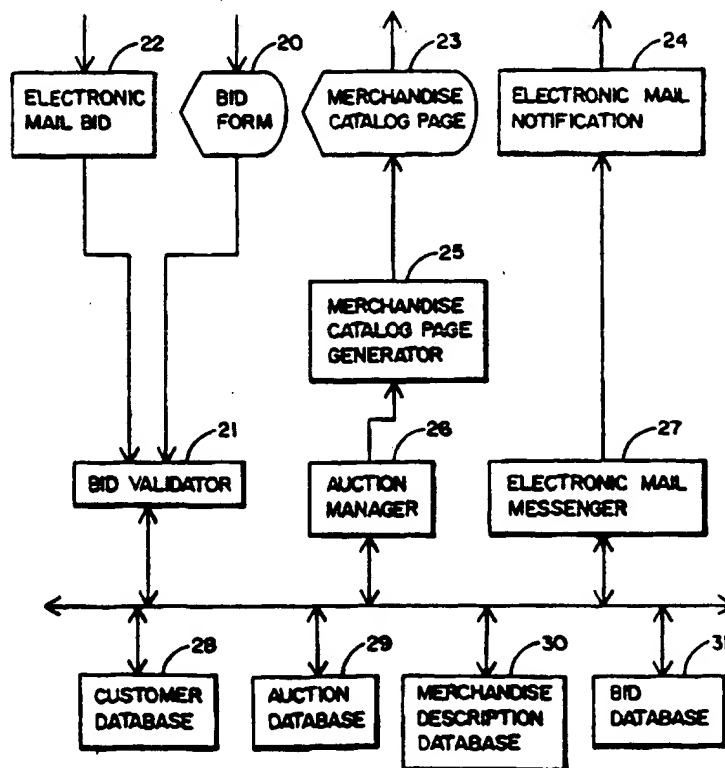 22
20
23
24
ELECTRONIC
MAIL BID
BID
FORM
MERCHANDISE
CATALOG PAGE
ELECTRONIC MAIL
NOTIFICATION
25
MERCHANDISE
CATALOG PAGE
GENERATOR
21
26
27
BID VALIDATOR
AUCTION
MANAGER
ELECTRONIC MAIL
MESSENGER
28
29
30
31
CUSTOMER
DATABASE
AUCTION
DATABASE
MERCHANDISE
DESCRIPTION
DATABASE
BID
DATABASE